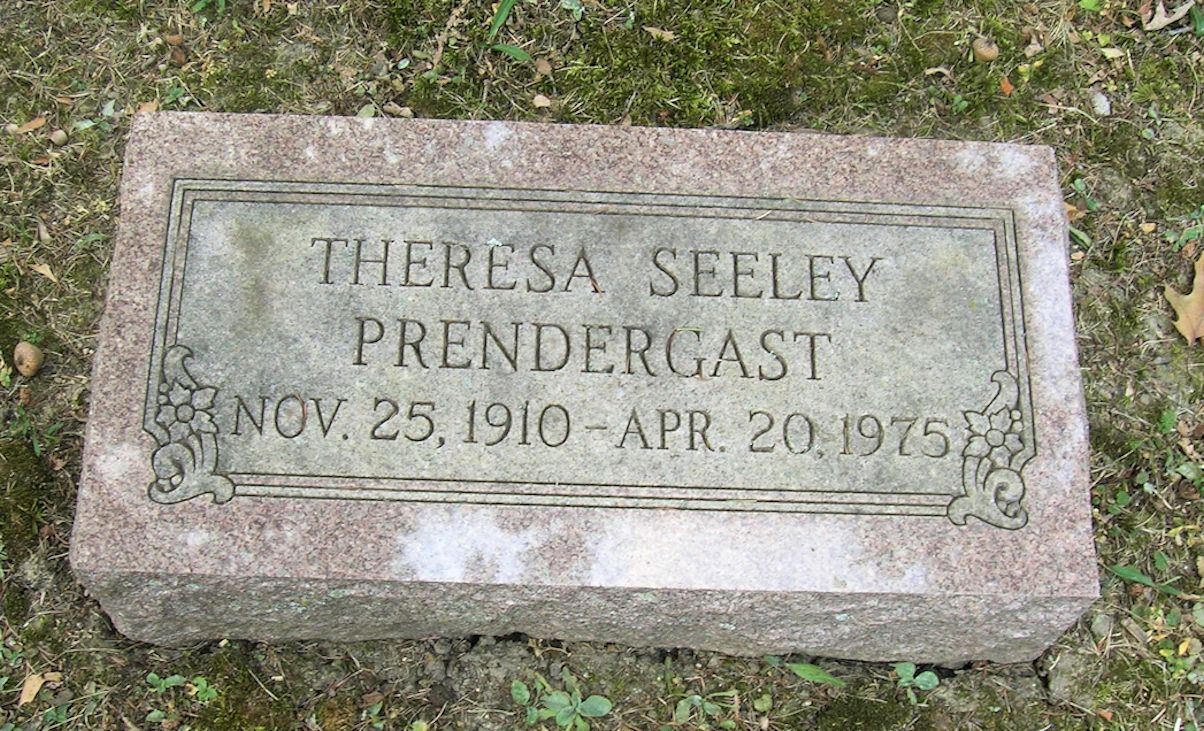 THERESA SEELEY
PRENDERGAST
NOV. 25, 1910 - APR. 20, 1975